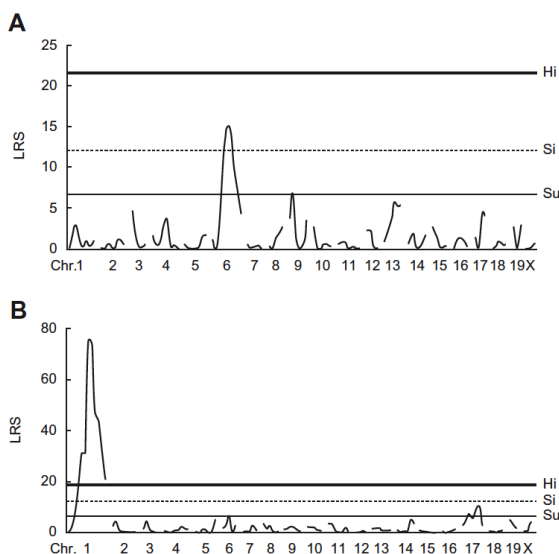 A
25
20
15
10
5
0
LRS
Hi
Si
Su
Chr.1 2 3 4 5 6 7 8 9 10 11 12 13 14 15 16 17 18 19X
B
80
60
40
20
0
LRS
Hi
Si
Su
Chr. 1 2 3 4 5 6 7 8 9 10 11 12 13 14 15 16 17 18 19 X